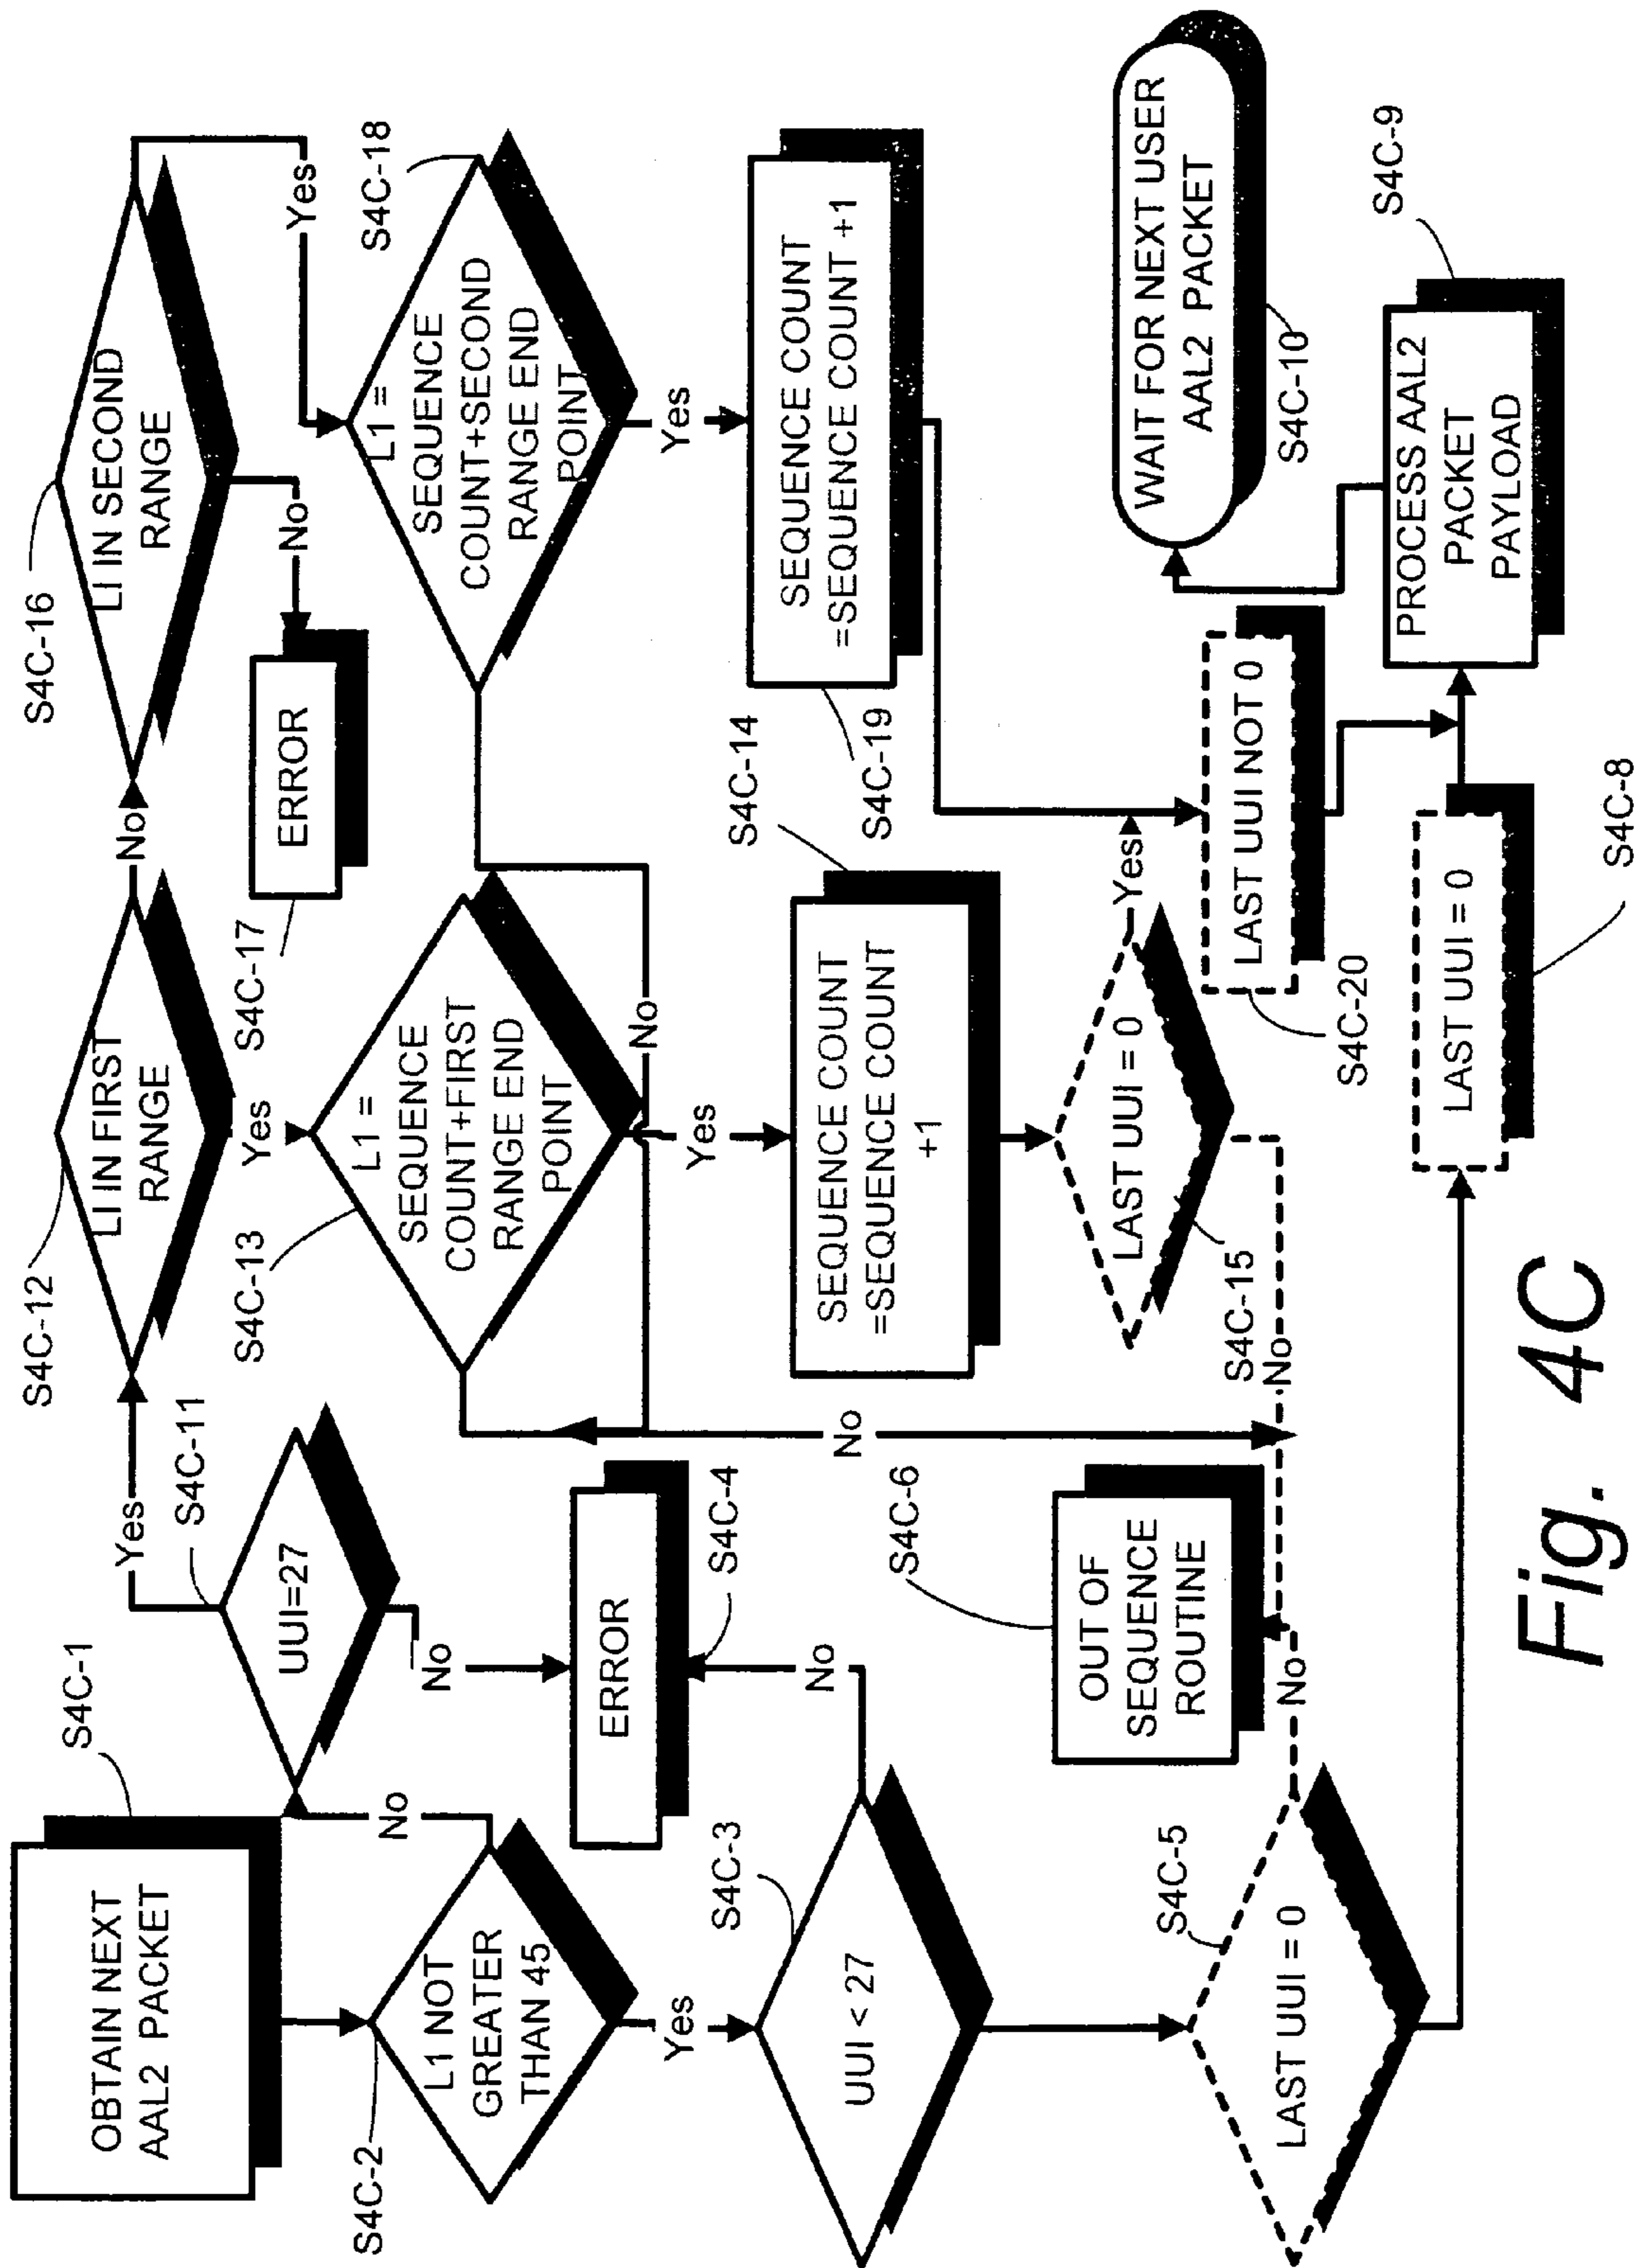 S4C-1
OBTAIN NEXT
AAL2 PACKET
S4C-2
L1 NOT
GREATER
THAN 45
No
Yes
S4C-11
UUI=27
Yes
No
ERROR
S4C-4
S4C-3
UUI < 27
No
S4C-5
LAST UUI = 0
No
S4C-6
OUT OF
SEQUENCE
ROUTINE
S4C-12
LI IN FIRST
RANGE
No
Yes
S4C-13
L1 =
SEQUENCE
COUNT+FIRST
RANGE END
POINT
No
Yes
S4C-14
SEQUENCE COUNT
=SEQUENCE COUNT
+1
LAST UUI = 0
S4C-15
Yes
No
S4C-16
LI IN SECOND
RANGE
Yes
No
S4C-17
ERROR
S4C-18
L1 =
SEQUENCE
COUNT+SECOND
RANGE END
POINT
No
Yes
SEQUENCE COUNT
=SEQUENCE COUNT +1
S4C-19
LAST UUI NOT 0
S4C-20
LAST UUI = 0
S4C-8
PROCESS AAL2
PACKET
PAYLOAD
S4C-9
WAIT FOR NEXT USER
AAL2 PACKET
S4C-10
Fig. 4C